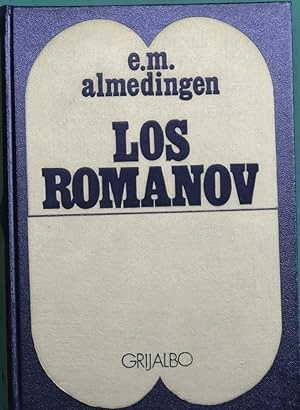 e.m.
almedingen
LOS
ROMANOV
GRIJALBO